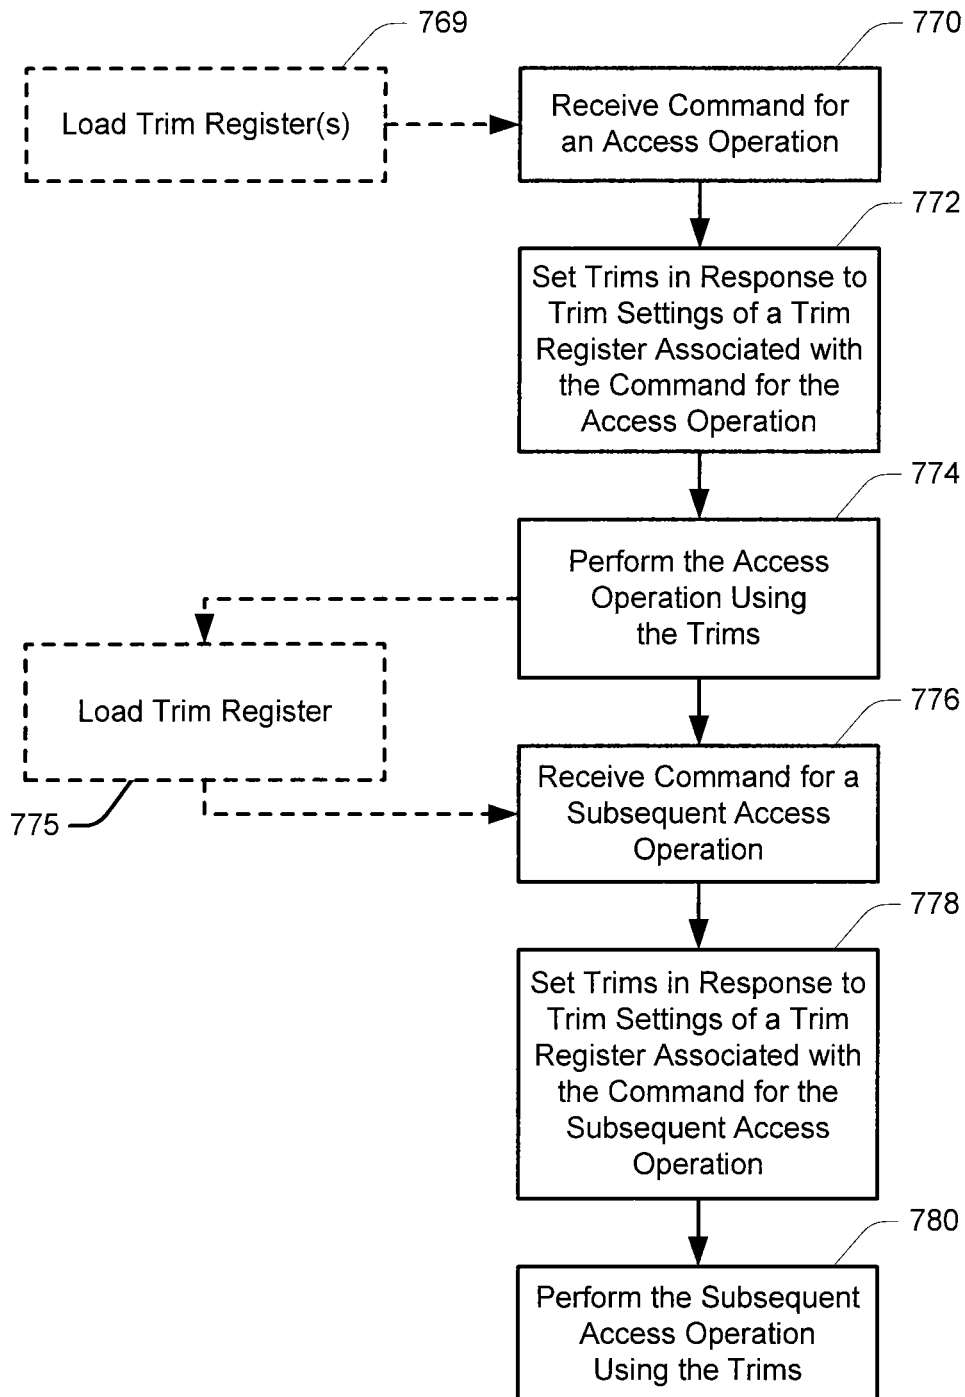 769
770
Load Trim Register(s)
Receive Command for
an Access Operation
772
Set Trims in Response to
Trim Settings of a Trim
Register Associated with
the Command for the
Access Operation
774
Perform the Access
Operation Using
the Trims
Load Trim Register
775
776
Receive Command for a
Subsequent Access
Operation
778
Set Trims in Response to
Trim Settings of a Trim
Register Associated with
the Command for the
Subsequent Access
Operation
780
Perform the Subsequent
Access Operation
Using the Trims